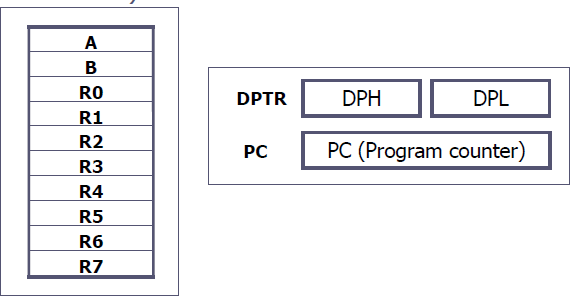 A
B
R0
R1
R2
R3
R4
R5
R6
R7
DPTR DPH DPL
PC PC (Program counter)